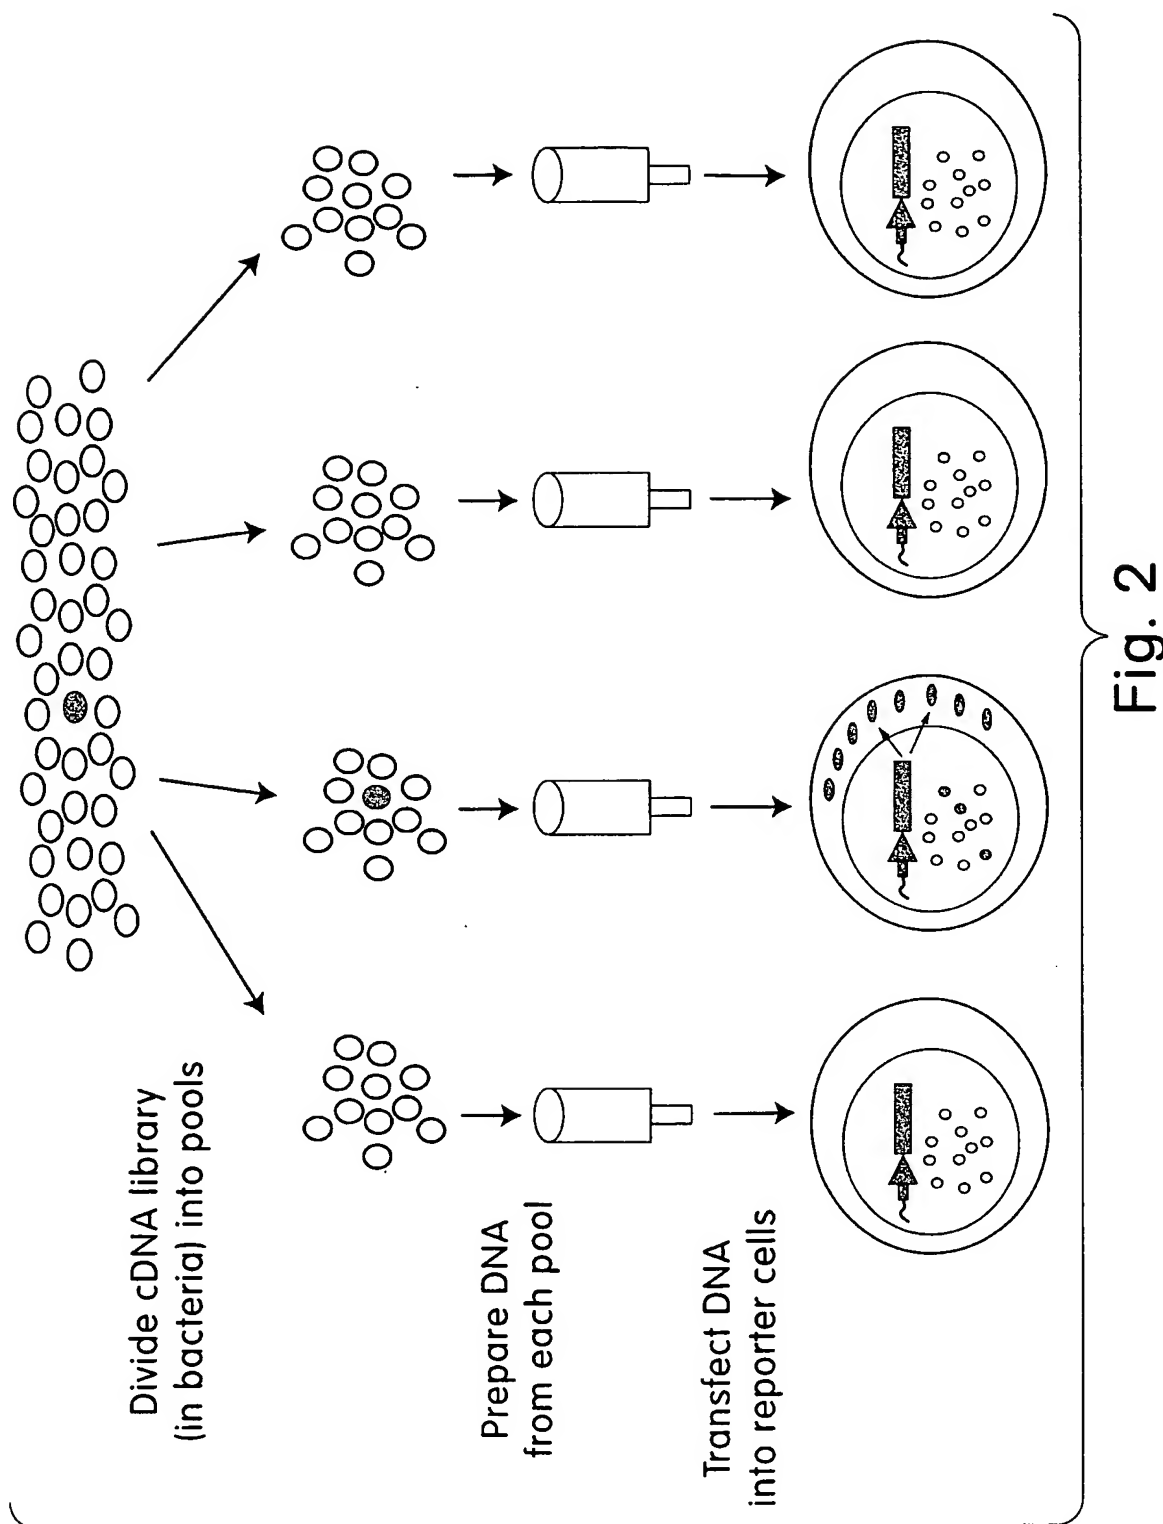 Divide cDNA library
(in bacteria) into pools
Prepare DNA
from each pool
Transfect DNA
into reporter cells
Fig. 2